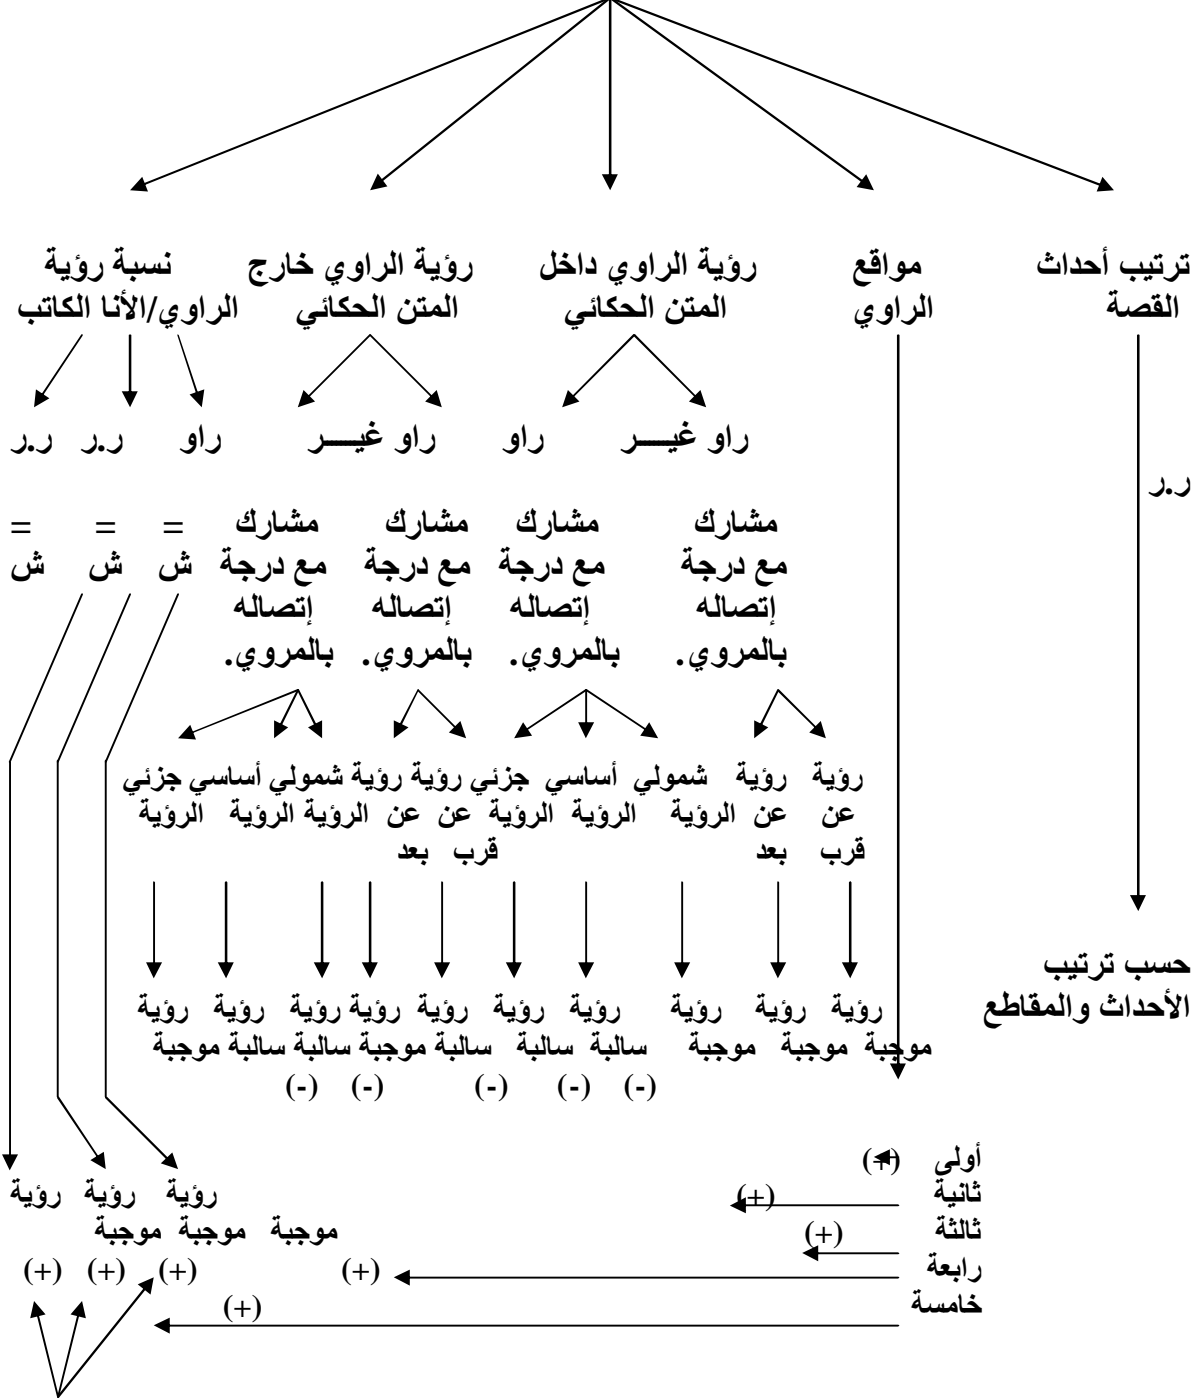 ترتيب أحداث مواقع رؤية الراوي داخل رؤية الراوي خارج نسبة رؤية
القصة الراوي المتن الحكائي المتن الحكائي الراوي/الأنا الكاتب
راو غيــــر راو راو غيــــر راو ر.ر ر.ر
ر.ر
مشارك مشارك مشارك مشارك = = =
مع درجة مع درجة مع درجة مع درجة ش ش ش
إتصاله إتصاله إتصاله إتصاله
بالمروي. بالمروي. بالمروي. بالمروي.
رؤية رؤية شمولي أساسي جزئي رؤية رؤية شمولي أساسي جزئي
عن عن الرؤية الرؤية الرؤية عن عن الرؤية الرؤية الرؤية
قرب بعد قرب بعد
حسب ترتيب
الأحداث والمقاطع
رؤية رؤية رؤية رؤية رؤية رؤية رؤية رؤية رؤية رؤية
موجبة موجبة موجبة سالبة سالبة سالبة موجبة سالبة سالبة موجبة
(-) (-) (-) (-) (-)
أولى (+)
ثانية (+) رؤية رؤية رؤية
ثالثة (+) موجبة موجبة موجبة
رابعة (+) (+) (+) (+)
خامسة (+)